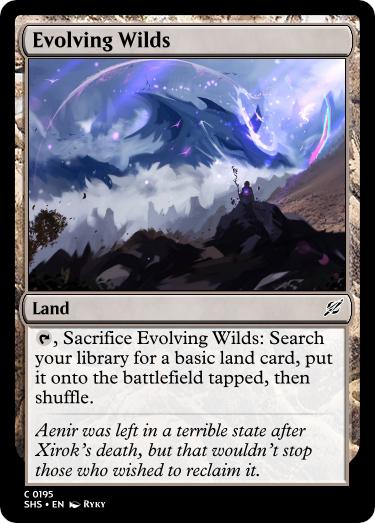 Evolving Wilds
Land
, Sacrifice Evolving Wilds: Search
your library for a basic land card, put
it onto the battlefield tapped, then
shuffle.
Aenir was left in a terrible state after
Xirok's death, but that wouldn't stop
those who wished to reclaim it.
C 0195
SHS • EN Ryky